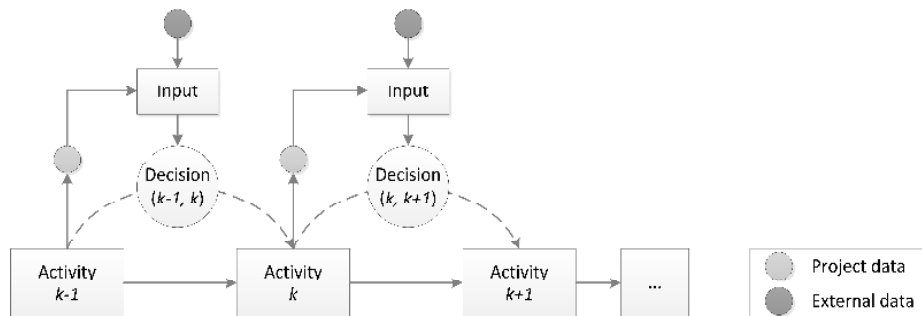 Input
Input
Decision
(k-1, k)
Decision
(k, k+1)
Activity
k-1
Activity
k
Activity
k+1
...
Project data
External data